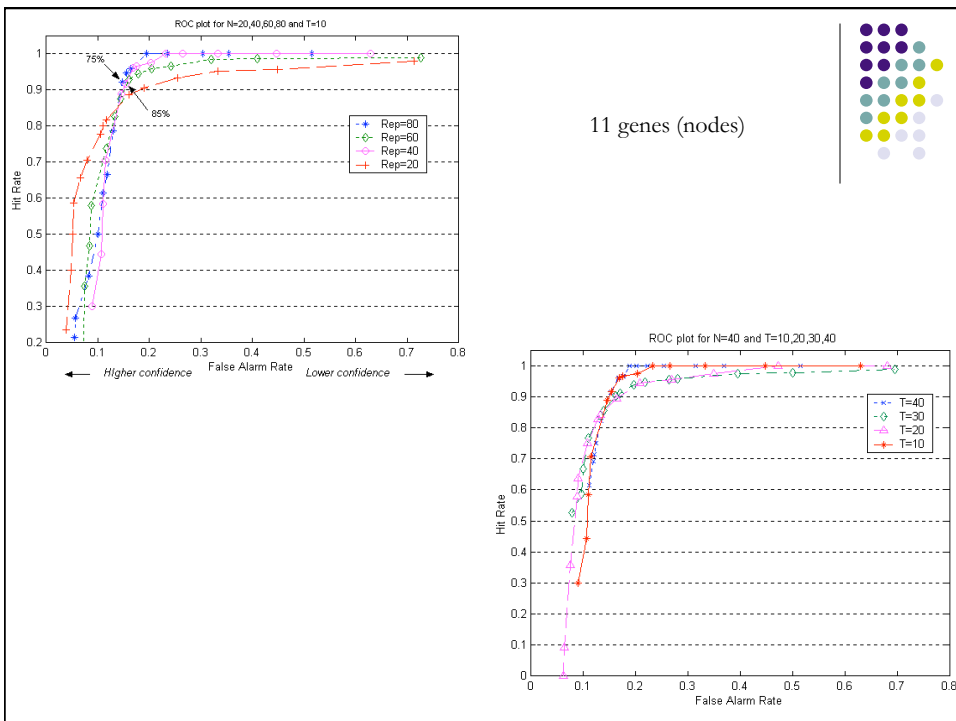 ROC plot for N=20,40,60,80 and T=10
1
0.9
0.8
0.7
0.6
0.5
0.4
0.3
0.2
Hit Rate
75%
85%
Rep=80
Rep=60
Rep=40
Rep=20
0
0.1
0.2
0.3
0.4
0.5
0.6
0.7
0.8
False Alarm Rate
HIgher confidence
Lower confidence
11 genes (nodes)
ROC plot for N=40 and T=10,20,30,40
1
0.9
0.8
0.7
0.6
0.5
0.4
0.3
0.2
0.1
0
Hit Rate
T=40
T=30
T=20
T=10
0
0.1
0.2
0.3
0.4
0.5
0.6
0.7
0.8
False Alarm Rate